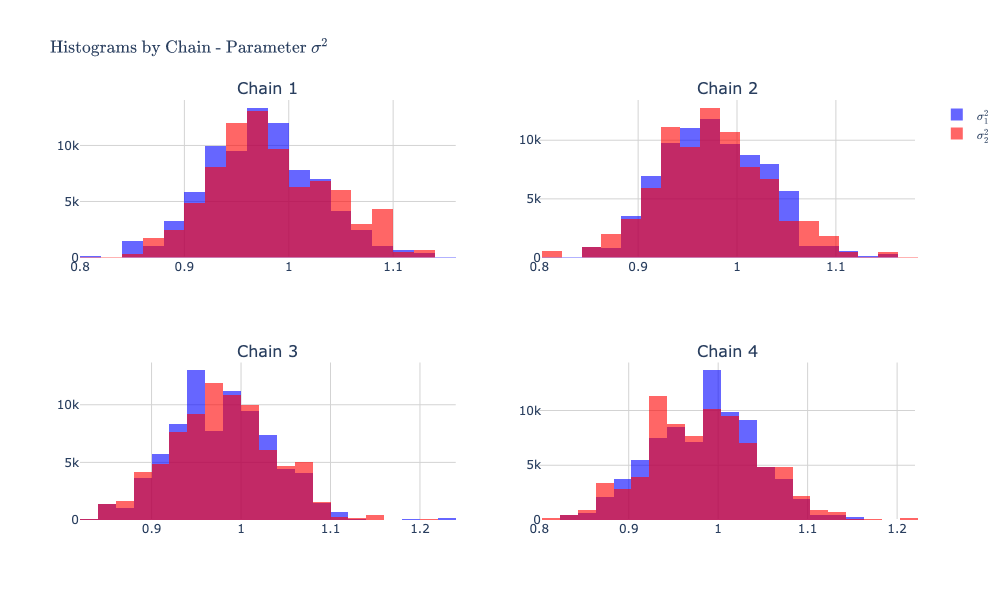 Histograms by Chain - Parameter σ²
Chain 1
10k
5k
0
0.8 0.9 1 1.1
Chain 2
10k
5k
0
0.8 0.9 1 1.1
σ₁²
σ₂²
Chain 3
10k
5k
0
0.9 1 1.1 1.2
Chain 4
10k
5k
0
0.8 0.9 1 1.1 1.2